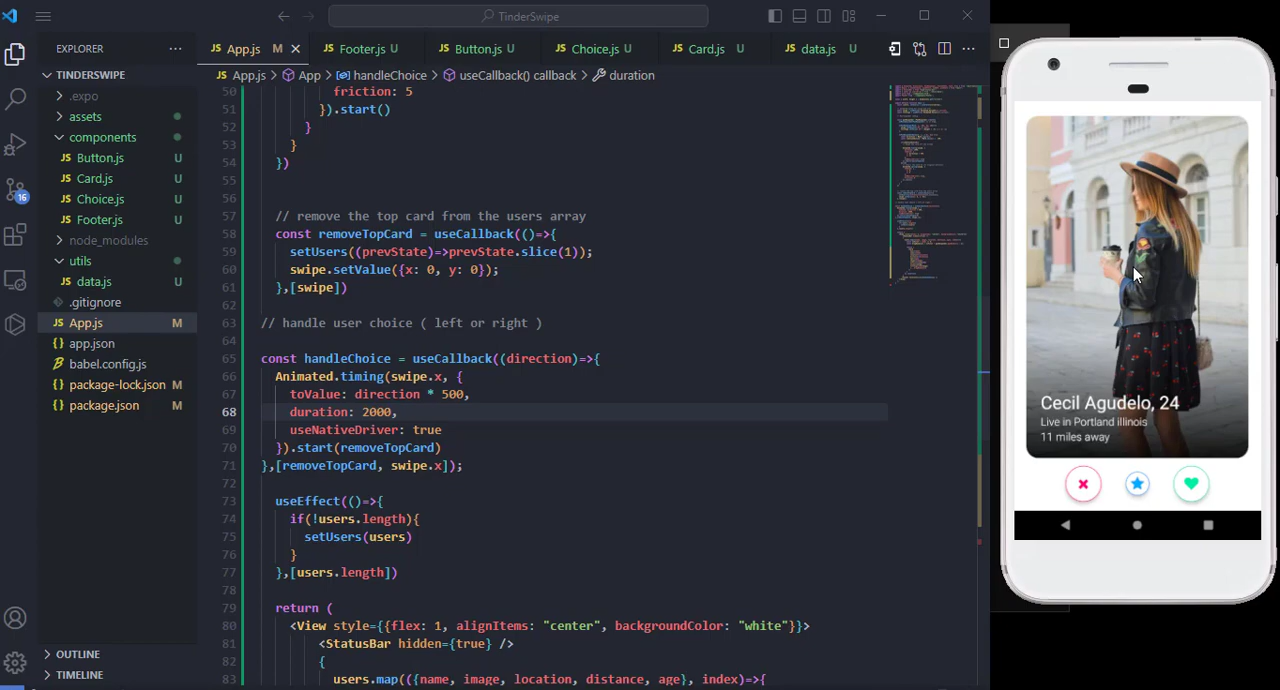 TinderSwipe
EXPLORER
App.js M
Footer.js U
Button.js U
Choice.js U
Card.js U
data.js U
TINDERSWIPE
.expo
assets
components
Button.js U
Card.js U
Choice.js U
Footer.js U
node_modules
utils
data.js U
.gitignore
App.js M
app.json
babel.config.js
package-lock.json M
package.json M
OUTLINE
TIMELINE
16
App.js > App > handleChoice > useCallback() callback > duration
50 friction: 5
51 }).start()
52 }
53 }
54 })
55
56
57 // remove the top card from the users array
58 const removeTopCard = useCallback(()=>{
59 setUsers((prevState)=>prevState.slice(1));
60 swipe.setValue({x: 0, y: 0});
61 },[swipe])
62
63 // handle user choice ( left or right )
64
65 const handleChoice = useCallback((direction)=>{
66 Animated.timing(swipe.x, {
67 toValue: direction * 500,
68 duration: 2000,
69 useNativeDriver: true
70 }).start(removeTopCard)
71 },[removeTopCard, swipe.x]);
72
73 useEffect(()=>{
74 if(!users.length){
75 setUsers(users)
76 }
77 },[users.length])
78
79 return (
80 <View style={{flex: 1, alignItems: "center", backgroundColor: "white"}}>
81 <StatusBar hidden={true} />
82 {
83 users.map(({name, image, location, distance, age}, index)=>{
Cecil Agudelo, 24
Live in Portland illinois
11 miles away